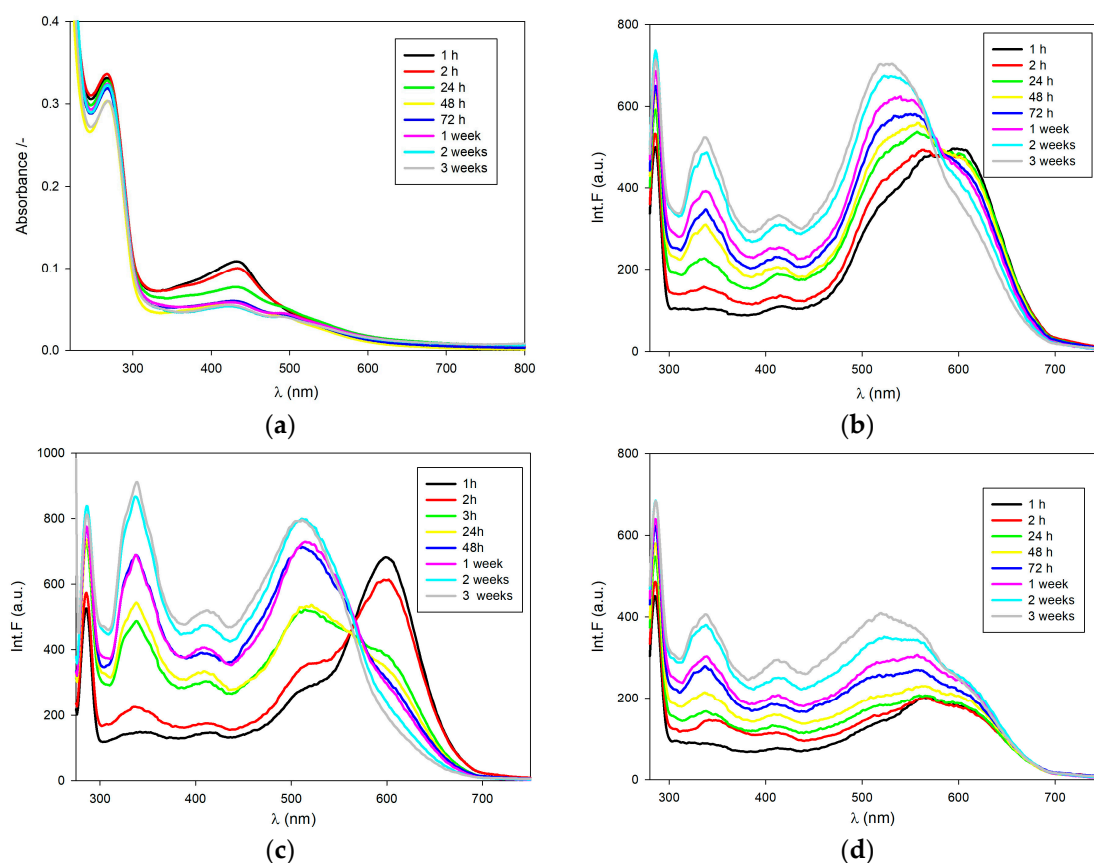 0.4
0.3
0.2
0.1
0.0
Absorbance /-
300 400 500 600 700 800
λ (nm)
1 h
2 h
24 h
48 h
72 h
1 week
2 weeks
3 weeks
(a)
800
600
400
200
0
Int.F (a.u.)
300 400 500 600 700
λ (nm)
1 h
2 h
24 h
48 h
72 h
1 week
2 weeks
3 weeks
(b)
1000
800
600
400
200
0
Int.F (a.u.)
300 400 500 600 700
λ (nm)
1h
2h
3h
24h
48h
1 week
2 weeks
3 weeks
(c)
800
600
400
200
0
Int.F (a.u.)
300 400 500 600 700
λ (nm)
1 h
2 h
24 h
48 h
72 h
1 week
2 weeks
3 weeks
(d)